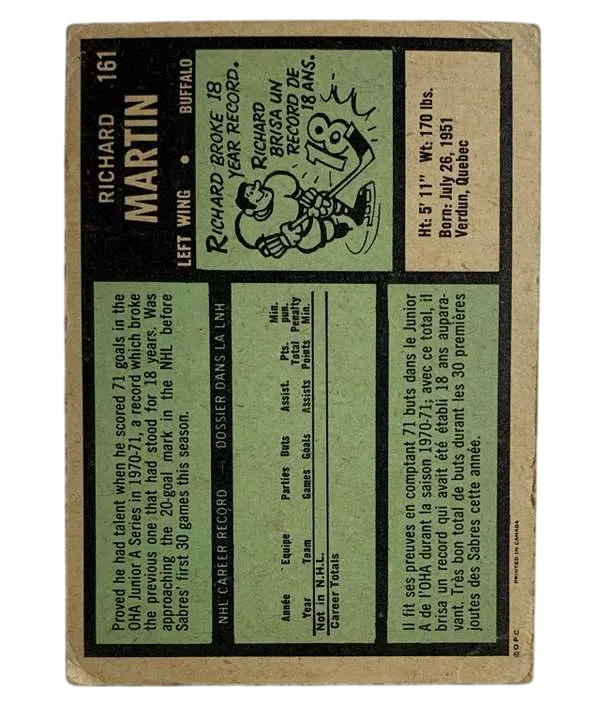 RICHARD 161
MARTIN
LEFT WING • BUFFALO
RICHARD BROKE 18
YEAR RECORD.
RICHARD
BRISA UN
RECORD DE
18 ANS.
18
Ht: 5' 11" Wt: 170 lbs.
Born: July 26, 1951
Verdun, Quebec
Proved he had talent when he scored 71 goals in the
OHA Junior A Series in 1970-71, a record which broke
the previous one that had stood for 18 years. Was
approaching the 20-goal mark in the NHL before
Sabres' first 30 games this season.
NHL CAREER RECORD — DOSSIER DANS LA LNH
Min.
Pts. pun.
Année Equipe Parties Buts Assist. Total Penalty
Year Team Games Goals Assists Points Min.
Not in N.H.L.
Career Totals
Il fit ses preuves en comptant 71 buts dans le Junior
A de l'OHA durant la saison 1970-71; avec ce total, il
brisa un record qui avait été établi 18 ans aupara-
vant. Très bon total de buts durant les 30 premières
joutes des Sabres cette année.
© O.P.C. PRINTED IN CANADA